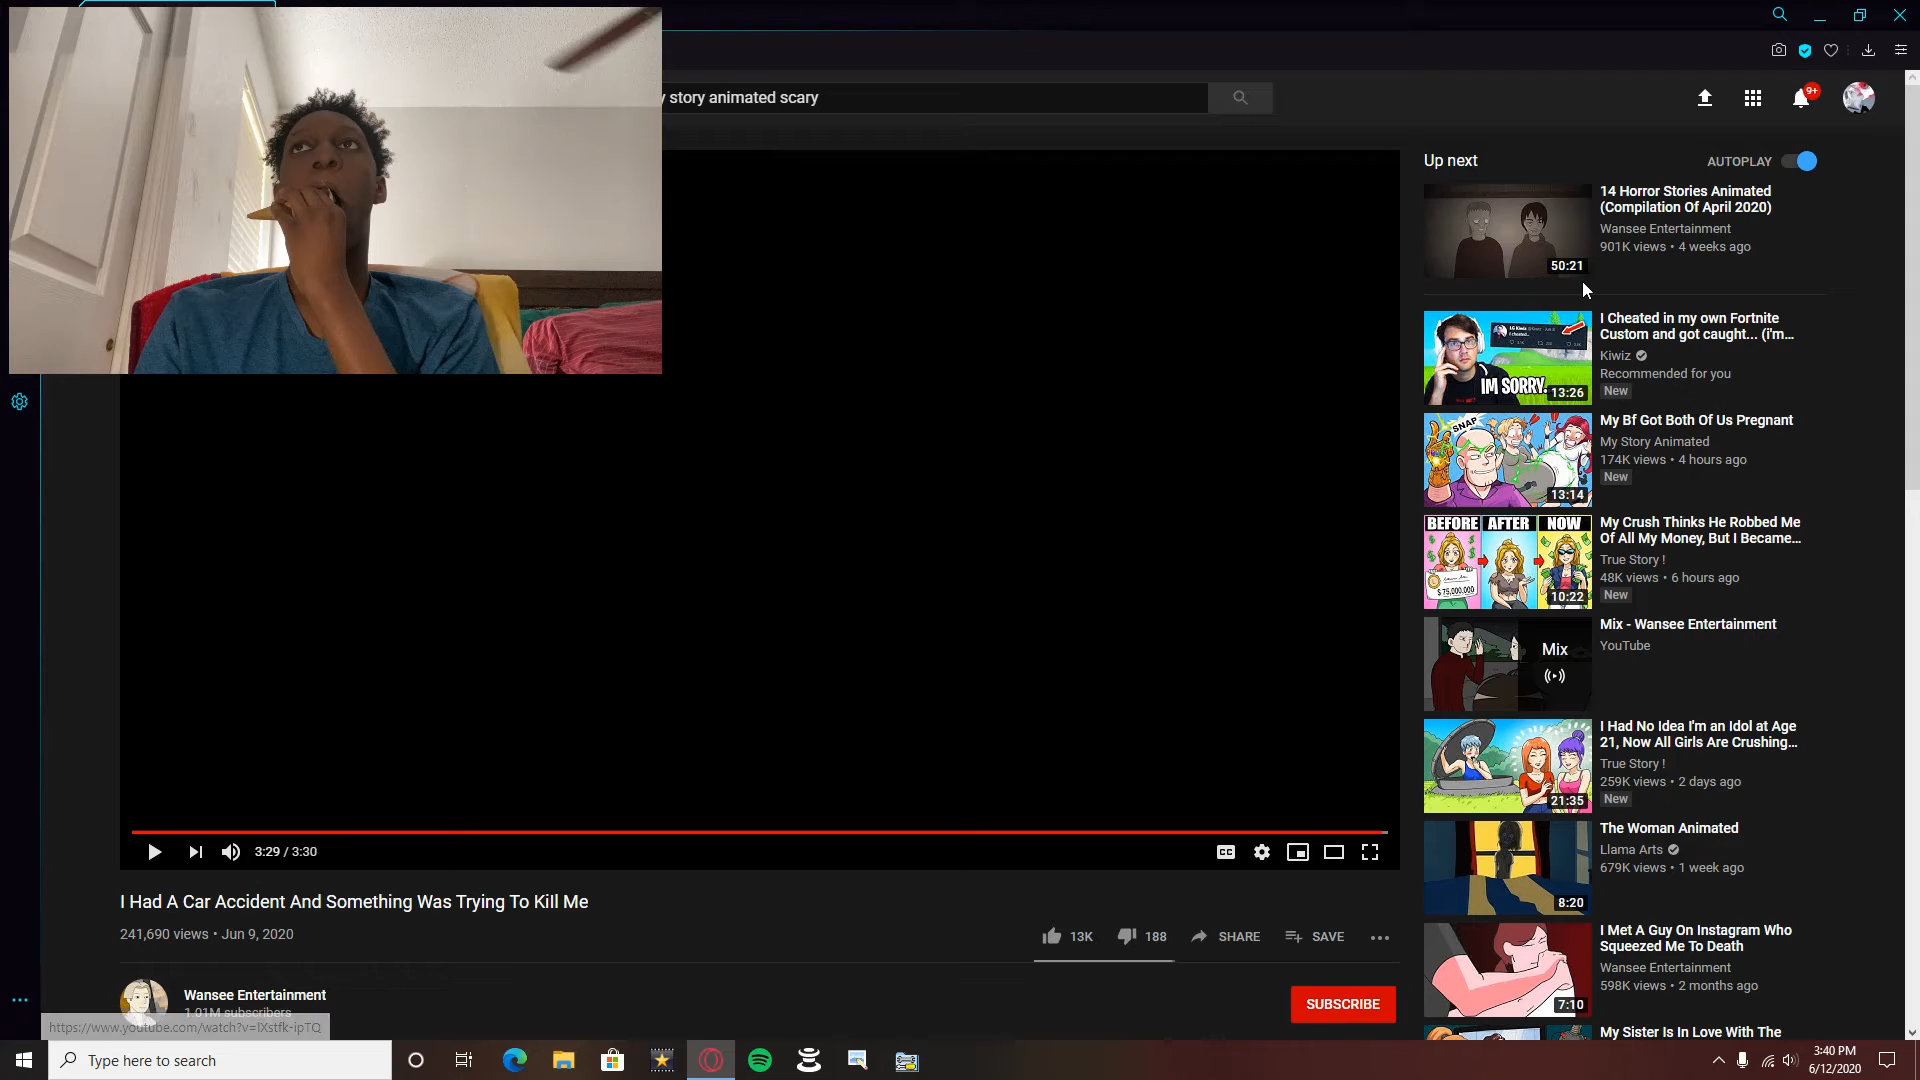 y story animated scary
9+
Up next
AUTOPLAY
14 Horror Stories Animated
(Compilation Of April 2020)
Wansee Entertainment
901K views • 4 weeks ago
50:21
I Cheated in my own Fortnite
Custom and got caught... (i'm...
Kiwiz
Recommended for you
New
IM SORRY.
13:26
My Bf Got Both Of Us Pregnant
My Story Animated
174K views • 4 hours ago
New
SNAP
13:14
My Crush Thinks He Robbed Me
Of All My Money, But I Became...
True Story !
48K views • 6 hours ago
New
BEFORE AFTER NOW
$75,000,000
10:22
Mix - Wansee Entertainment
YouTube
Mix
I Had No Idea I'm an Idol at Age
21, Now All Girls Are Crushing...
True Story !
259K views • 2 days ago
New
21:35
The Woman Animated
Llama Arts
679K views • 1 week ago
8:20
I Met A Guy On Instagram Who
Squeezed Me To Death
Wansee Entertainment
598K views • 2 months ago
7:10
My Sister Is In Love With The
3:29 / 3:30
CC
I Had A Car Accident And Something Was Trying To Kill Me
241,690 views • Jun 9, 2020
13K
188
SHARE
SAVE
Wansee Entertainment
1.01M subscribers
SUBSCRIBE
https://www.youtube.com/watch?v=lXstfk-ipTQ
Type here to search
3:40 PM
6/12/2020